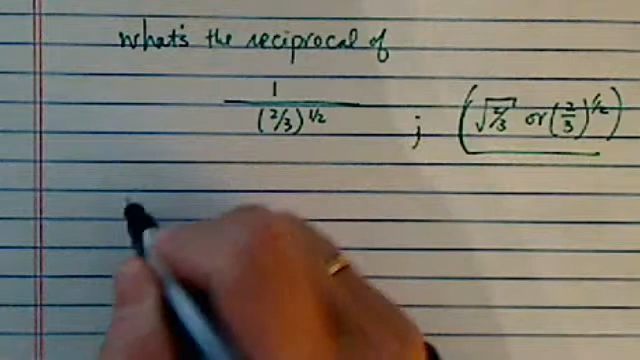 what's the reciprocal of
1
(2/3)^1/2 ; (√2/3 or (2/3)^1/2)